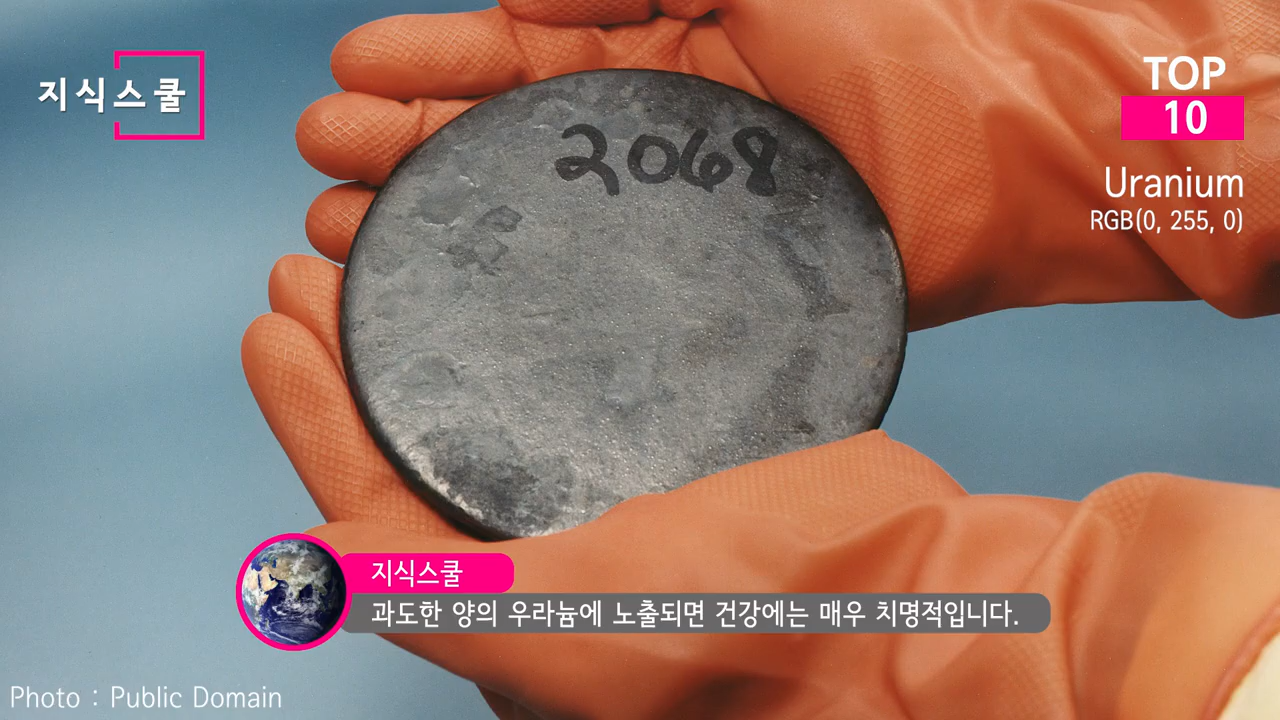 지식스쿨
TOP
10
Uranium
RGB(0, 255, 0)
2068
지식스쿨
과도한 양의 우라늄에 노출되면 건강에는 매우 치명적입니다.
Photo : Public Domain